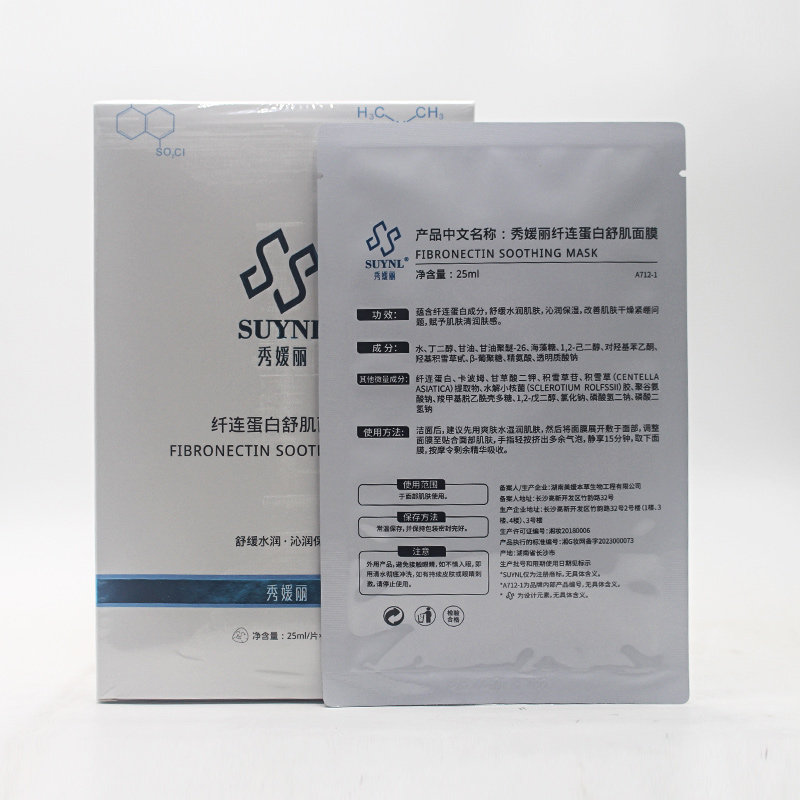 SO₂Cl
H₃C
CH₃
SUYNL
秀媛丽
纤连蛋白舒肌
FIBRONECTIN SOOTH
舒缓水润·沁润保
秀媛丽
净含量：25ml/片
SUYNL®
秀媛丽
产品中文名称：秀媛丽纤连蛋白舒肌面膜
FIBRONECTIN SOOTHING MASK
净含量：25ml
A712-1
功效：
蕴含纤连蛋白成分，舒缓水润肌肤，沁润保湿，改善肌肤干燥紧绷问
题，赋予肌肤清润肤感。
成分：
水、丁二醇、甘油、甘油聚醚-26、海藻糖、1,2-己二醇、对羟基苯乙酮、
羟基积雪草甙、β-葡聚糖、精氨酸、透明质酸钠
其他微量成分：
纤连蛋白、卡波姆、甘草酸二钾、积雪草苷、积雪草（CENTELLA
ASIATICA）提取物、水解小核菌（SCLEROTIUM ROLFSSII）胶、聚谷氨
酸钠、羧甲基脱乙酰壳多糖、1,2-戊二醇、氯化钠、磷酸氢二钠、磷酸二
氢钠
使用方法：
洁面后，建议先用爽肤水湿润肌肤，然后将面膜展开敷于面部，调整
面膜至贴合面部肌肤，手指轻按挤出多余气泡，静享15分钟，取下面
膜，按摩令剩余精华吸收。
使用范围
于面部肌肤使用。
保存方法
常温保存，并保持包装密封完好。
注意
外用产品，避免接触眼睛，如不慎入眼，即
用清水彻底冲洗，如有持续皮肤或眼睛刺
激，请停止使用。
备案人/生产企业：湖南美媛本草生物工程有限公司
备案人地址：长沙高新开发区竹韵路32号
生产企业地址：长沙高新开发区竹韵路32号2号楼（1楼、3
楼、4楼）、3号楼
生产许可证编号：湘妆20180006
产品执行的标准编号：湘G妆网备字2023000073
产地：湖南省长沙市
生产批号和限期使用日期见标示
*SUYNL仅为注册商标，无具体含义。
*A712-1为品牌内部产品编号，无具体含义。
* 为设计元素，无具体含义。
检验
合格